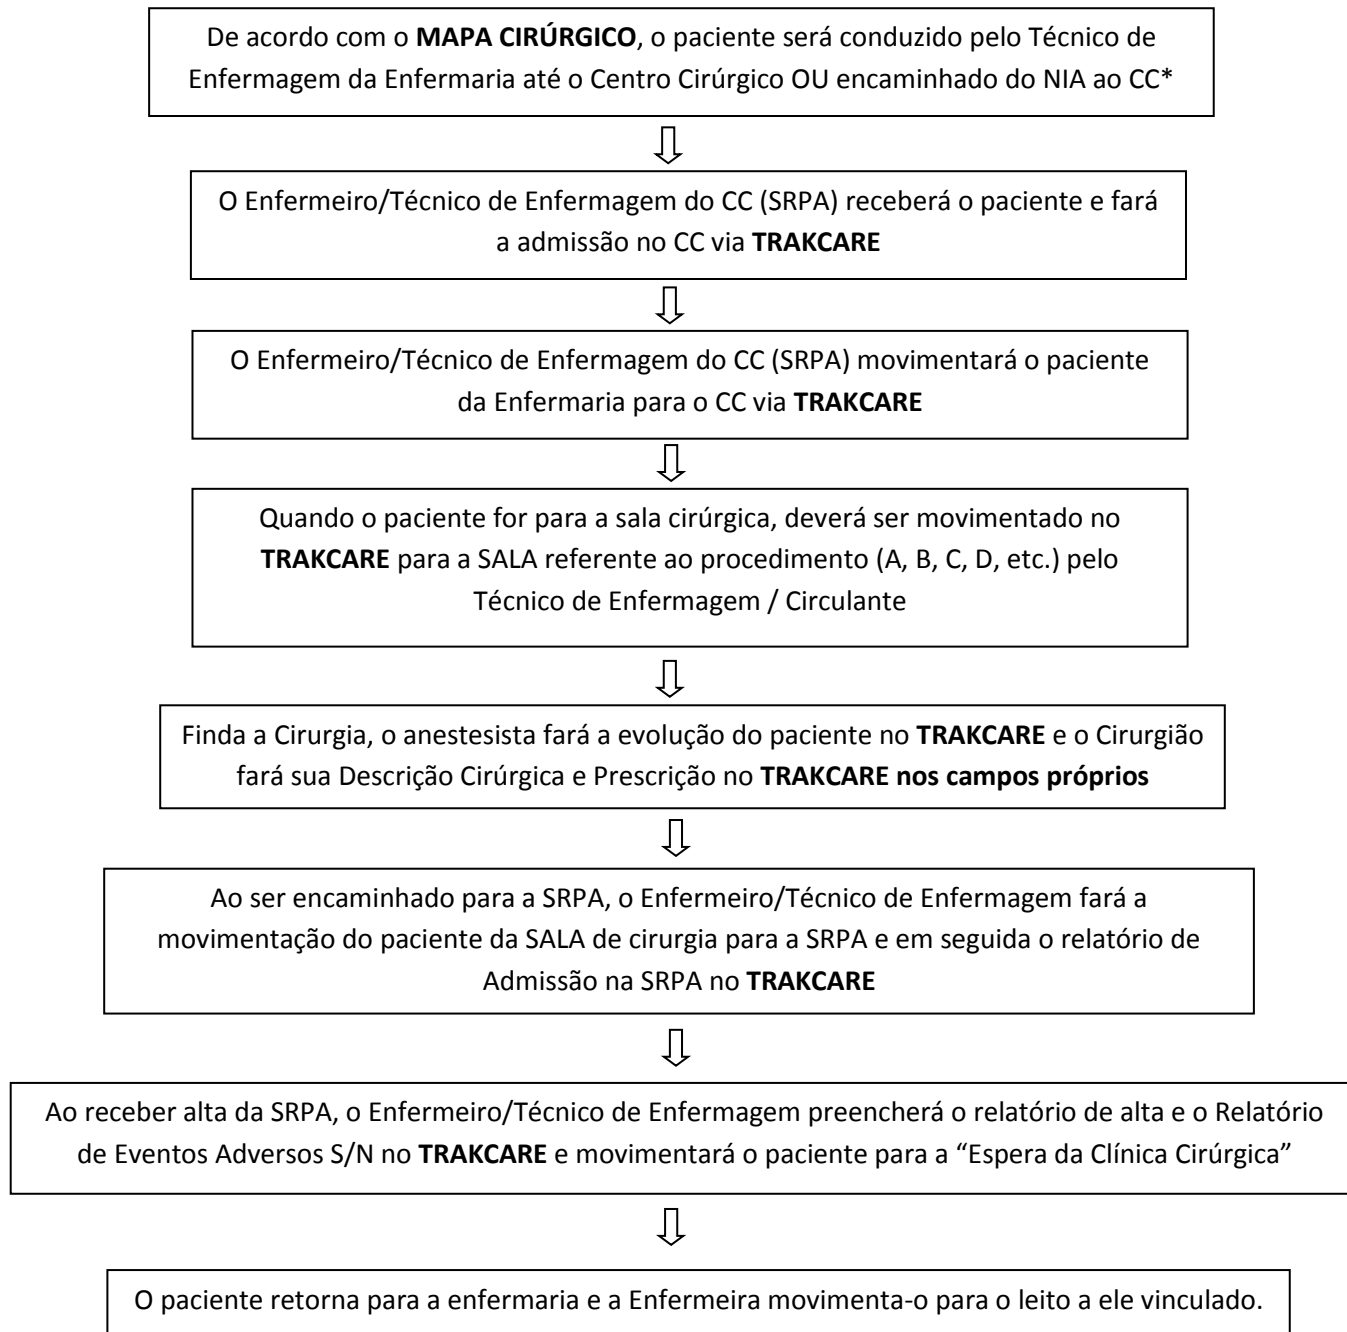 De acordo com o MAPA CIRÚRGICO, o paciente será conduzido pelo Técnico de
Enfermagem da Enfermaria até o Centro Cirúrgico OU encaminhado do NIA ao CC*
O Enfermeiro/Técnico de Enfermagem do CC (SRPA) receberá o paciente e fará
a admissão no CC via TRAKCARE
O Enfermeiro/Técnico de Enfermagem do CC (SRPA) movimentará o paciente
da Enfermaria para o CC via TRAKCARE
Quando o paciente for para a sala cirúrgica, deverá ser movimentado no
TRAKCARE para a SALA referente ao procedimento (A, B, C, D, etc.) pelo
Técnico de Enfermagem / Circulante
Finda a Cirurgia, o anestesista fará a evolução do paciente no TRAKCARE e o Cirurgião
fará sua Descrição Cirúrgica e Prescrição no TRAKCARE nos campos próprios
Ao ser encaminhado para a SRPA, o Enfermeiro/Técnico de Enfermagem fará a
movimentação do paciente da SALA de cirurgia para a SRPA e em seguida o relatório de
Admissão na SRPA no TRAKCARE
Ao receber alta da SRPA, o Enfermeiro/Técnico de Enfermagem preencherá o relatório de alta e o Relatório
de Eventos Adversos S/N no TRAKCARE e movimentará o paciente para a “Espera da Clínica Cirúrgica”
O paciente retorna para a enfermaria e a Enfermeira movimenta-o para o leito a ele vinculado.